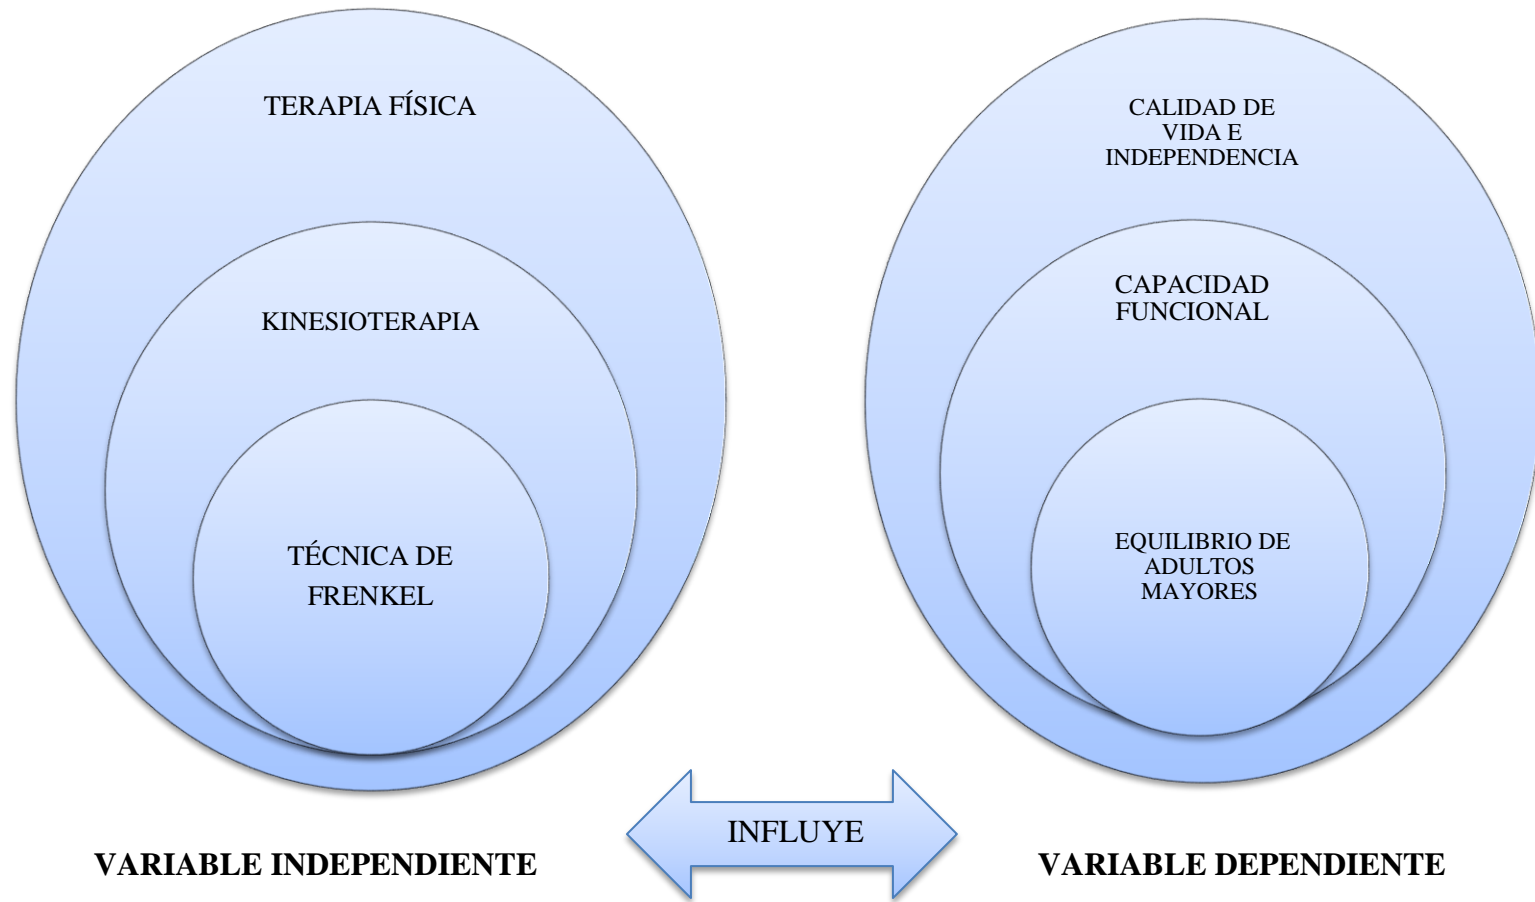 TERAPIA FÍSICA
KINESIOTERAPIA
TÉCNICA DE
FRENKEL
CALIDAD DE
VIDA E
INDEPENDENCIA
CAPACIDAD
FUNCIONAL
EQUILIBRIO DE
ADULTOS
MAYORES
INFLUYE
VARIABLE INDEPENDIENTE
VARIABLE DEPENDIENTE